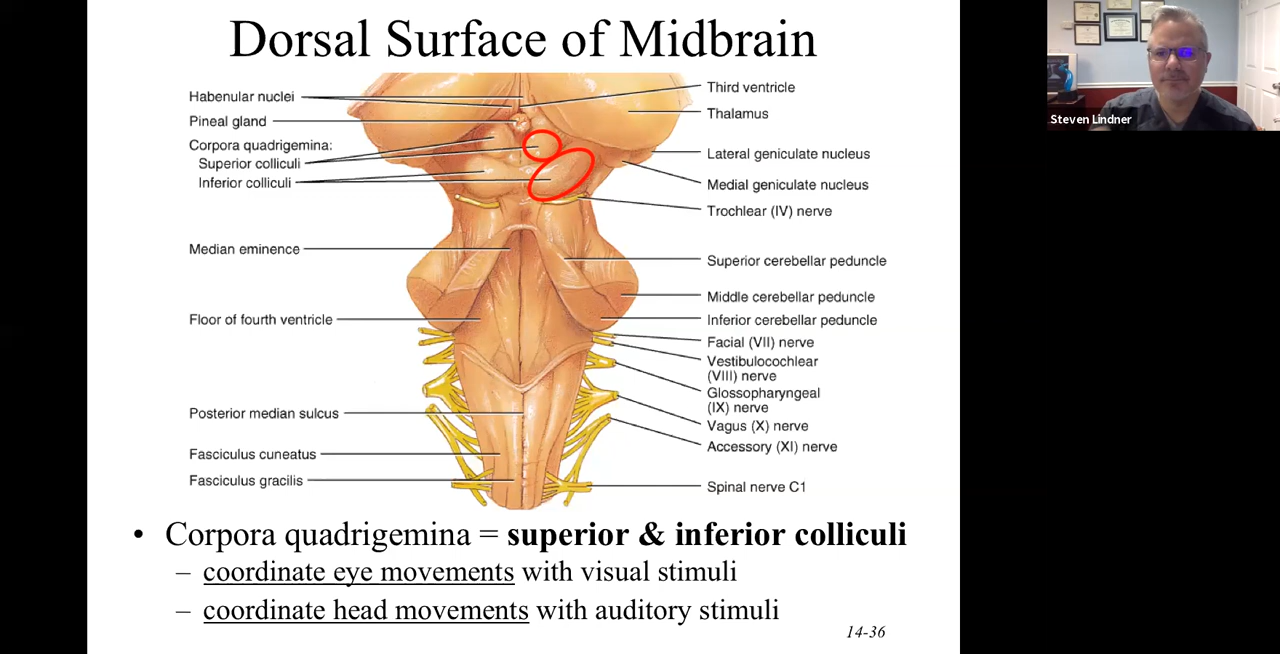 Dorsal Surface of Midbrain
Habenular nuclei
Pineal gland
Corpora quadrigemina:
Superior colliculi
Inferior colliculi
Median eminence
Floor of fourth ventricle
Posterior median sulcus
Fasciculus cuneatus
Fasciculus gracilis
Third ventricle
Thalamus
Lateral geniculate nucleus
Medial geniculate nucleus
Trochlear (IV) nerve
Superior cerebellar peduncle
Middle cerebellar peduncle
Inferior cerebellar peduncle
Facial (VII) nerve
Vestibulocochlear
(VIII) nerve
Glossopharyngeal
(IX) nerve
Vagus (X) nerve
Accessory (XI) nerve
Spinal nerve C1
• Corpora quadrigemina = superior & inferior colliculi
– coordinate eye movements with visual stimuli
– coordinate head movements with auditory stimuli
14-36
Steven Lindner